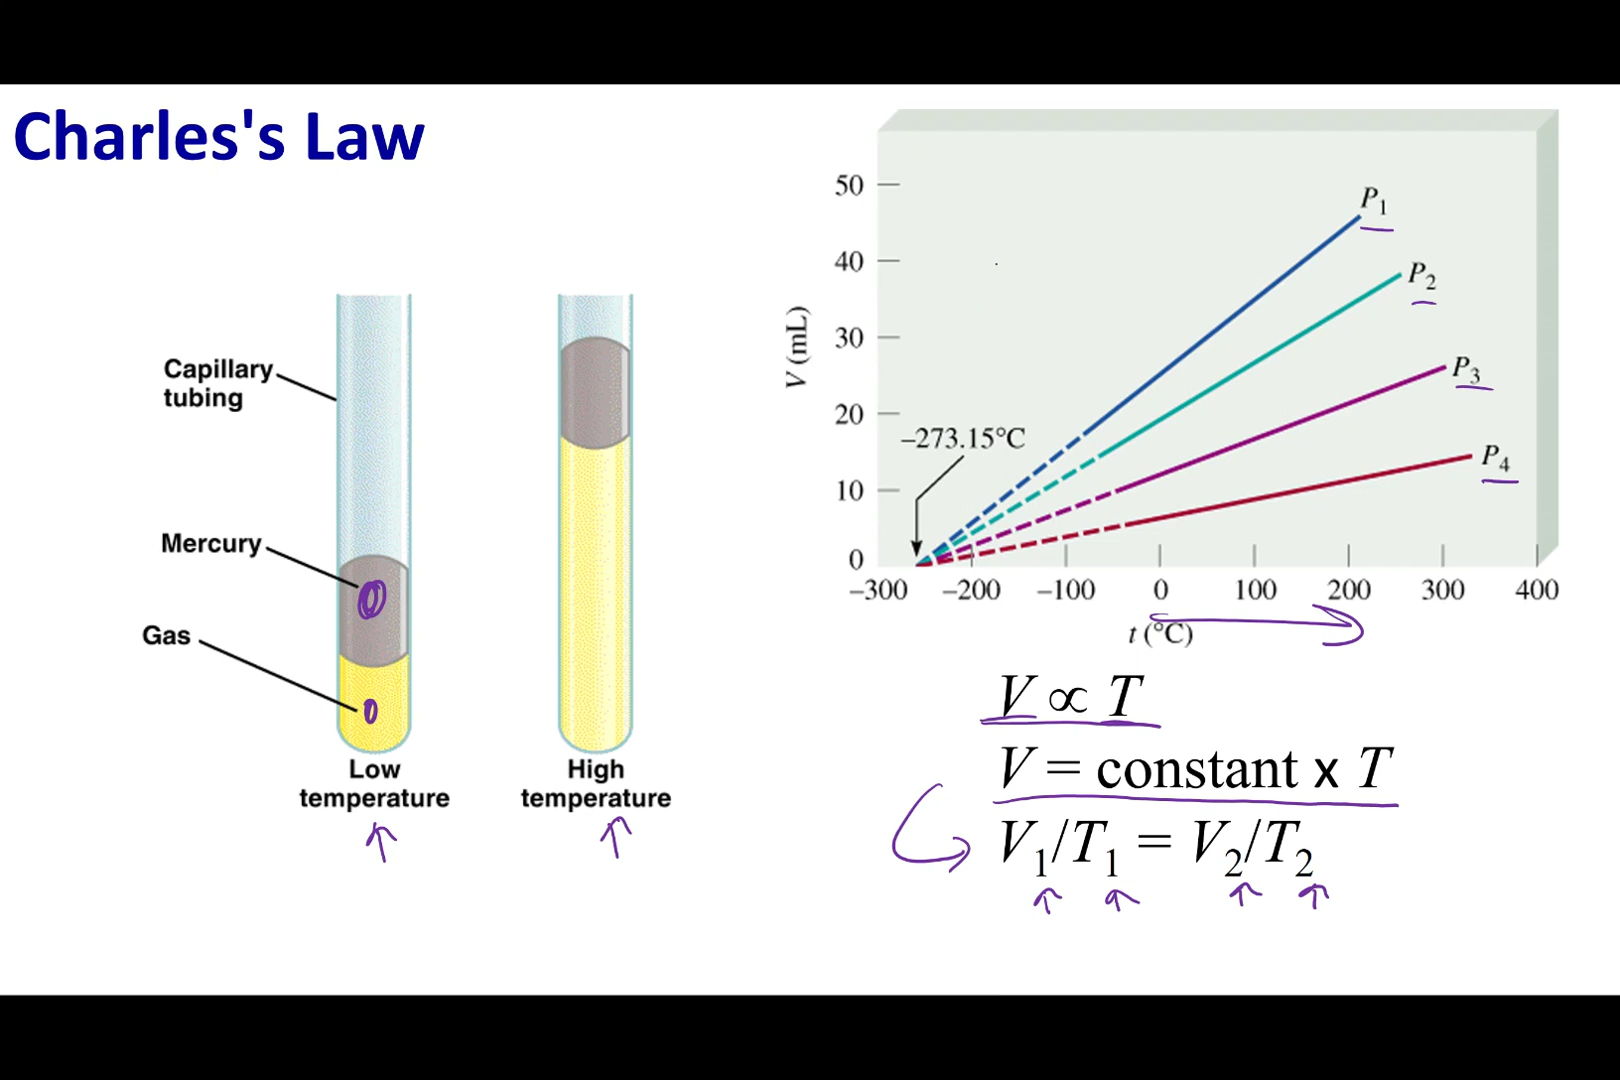 Charles's Law
Capillary
tubing
Mercury
Gas
Low
temperature
High
temperature
V (mL)
50
40
30
20
10
0
–273.15°C
P₁
P₂
P₃
P₄
–300 –200 –100 0 100 200 300 400
t (°C)
V ∝ T
V = constant x T
V₁/T₁ = V₂/T₂